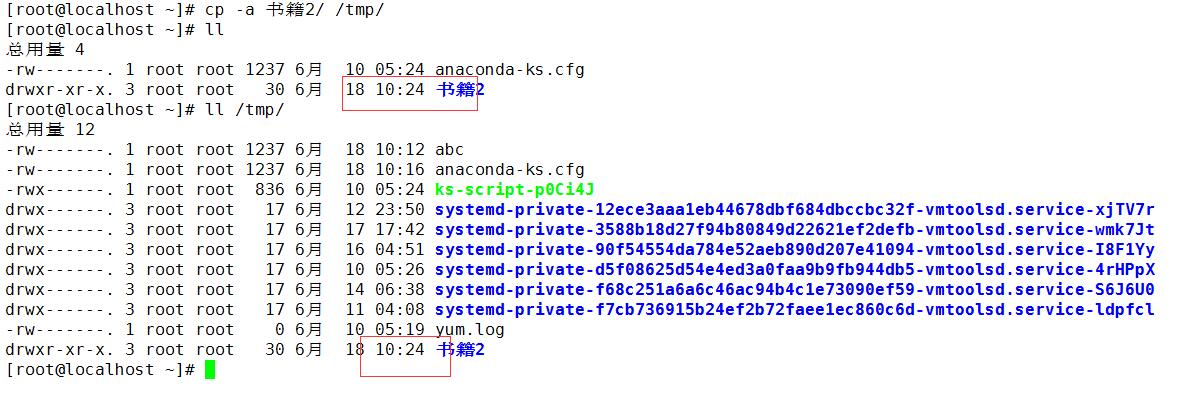 [root@localhost ~]# cp -a 书籍2/ /tmp/
[root@localhost ~]# ll
总用量 4
-rw-------. 1 root root 1237 6月  10 05:24 anaconda-ks.cfg
drwxr-xr-x. 3 root root   30 6月  18 10:24 书籍2
[root@localhost ~]# ll /tmp/
总用量 12
-rw-------. 1 root root 1237 6月  18 10:12 abc
-rw-------. 1 root root 1237 6月  18 10:16 anaconda-ks.cfg
-rwx------. 1 root root  836 6月  10 05:24 ks-script-p0Ci4J
drwx------. 3 root root   17 6月  12 23:50 systemd-private-12ece3aaa1eb44678dbf684dbccbc32f-vmtoolsd.service-xjTV7r
drwx------. 3 root root   17 6月  17 17:42 systemd-private-3588b18d27f94b80849d22621ef2defb-vmtoolsd.service-wmk7Jt
drwx------. 3 root root   17 6月  16 04:51 systemd-private-90f54554da784e52aeb890d207e41094-vmtoolsd.service-I8F1Yy
drwx------. 3 root root   17 6月  10 05:26 systemd-private-d5f08625d54e4ed3a0faa9b9fb944db5-vmtoolsd.service-4rHPpX
drwx------. 3 root root   17 6月  14 06:38 systemd-private-f68c251a6a6c46ac94b4c1e73090ef59-vmtoolsd.service-S6J6U0
drwx------. 3 root root   17 6月  11 04:08 systemd-private-f7cb736915b24ef2b72faee1ec860c6d-vmtoolsd.service-ldpfcl
-rw-------. 1 root root    0 6月  10 05:19 yum.log
drwxr-xr-x. 3 root root   30 6月  18 10:24 书籍2
[root@localhost ~]#